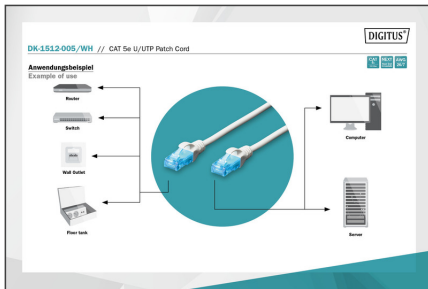 DIGITUS®
DK-1512-005/WH // CAT 5e U/UTP Patch Cord
Anwendungsbeispiel
Example of use
Router
Switch
Wall Outlet
Floor tank
Computer
Server